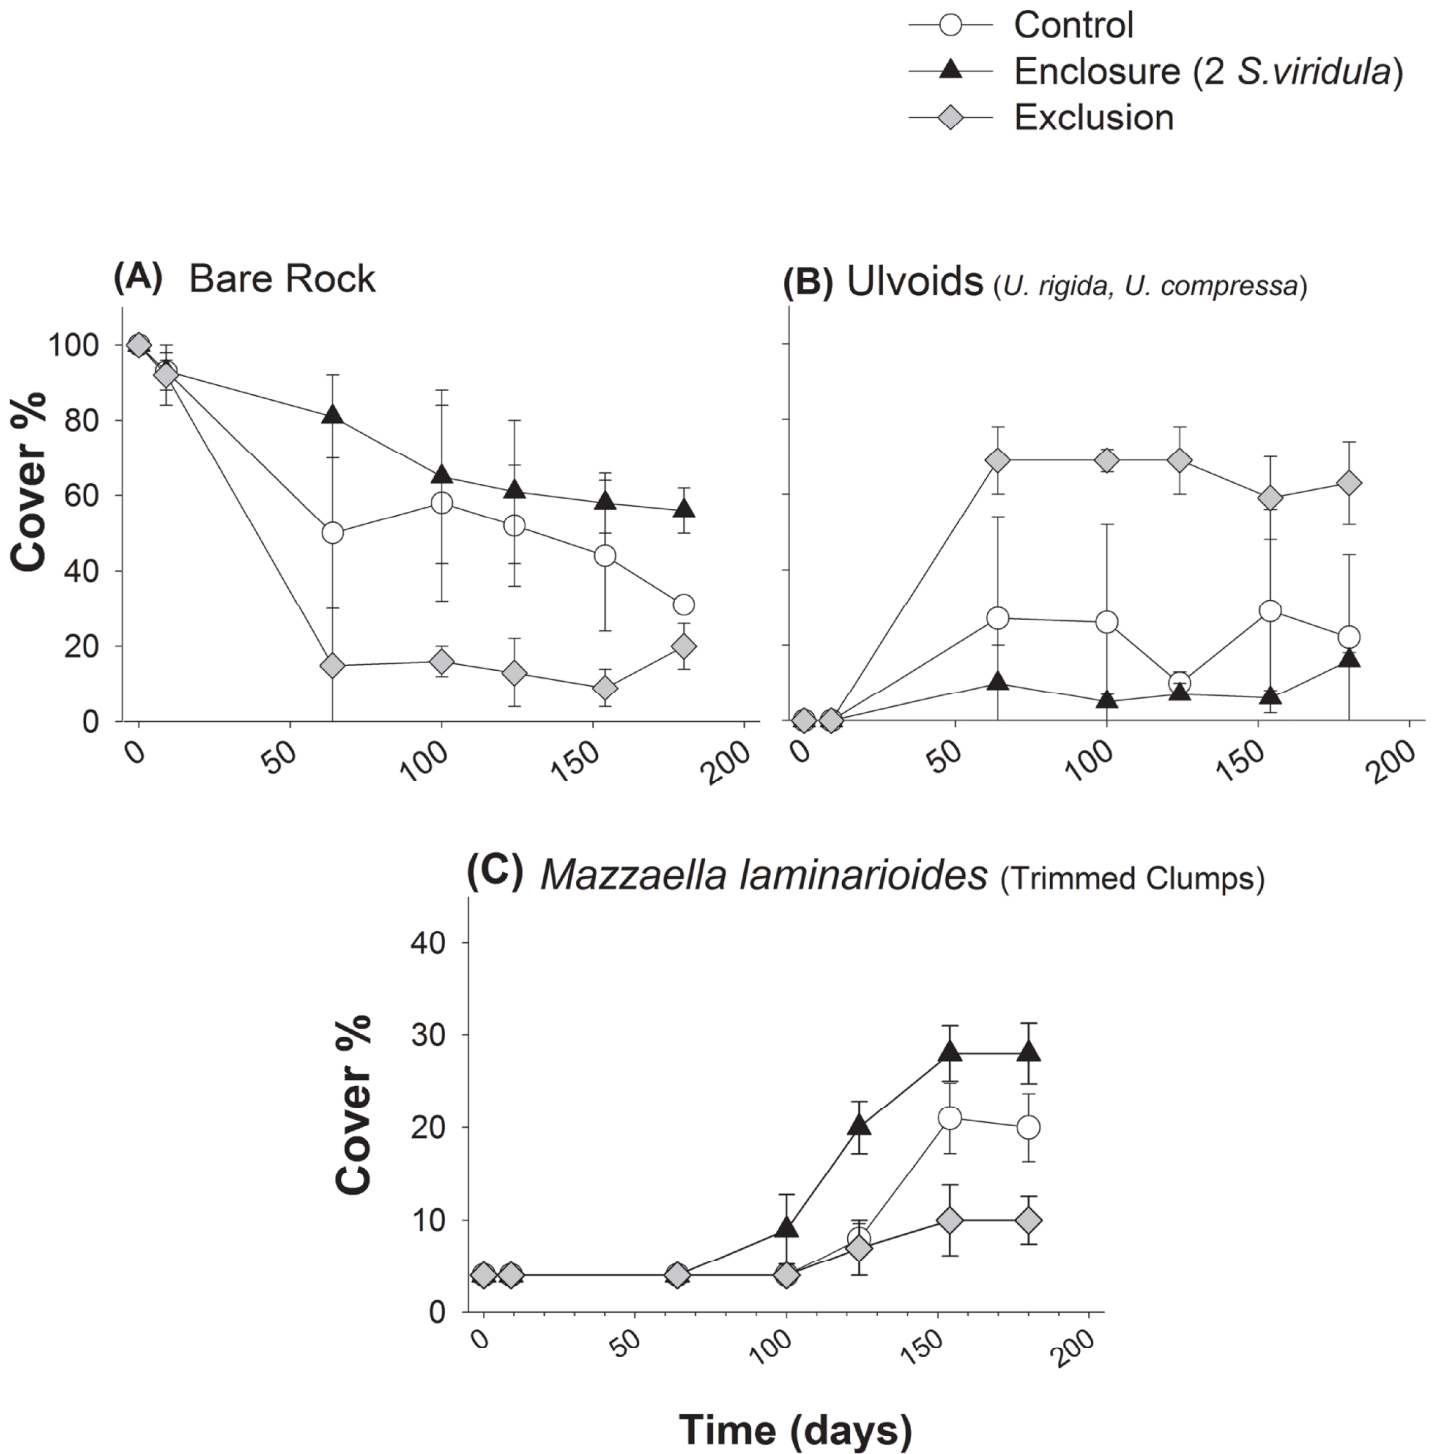 Control
Enclosure (2 S.viridula)
Exclusion
(A) Bare Rock
(B) Ulvoids (U. rigida, U. compressa)
Cover %
100
80
60
40
20
0
0 50 100 150 200
0 50 100 150 200
(C) Mazzaella laminarioides (Trimmed Clumps)
Cover %
40
30
20
10
0
0 50 100 150 200
Time (days)